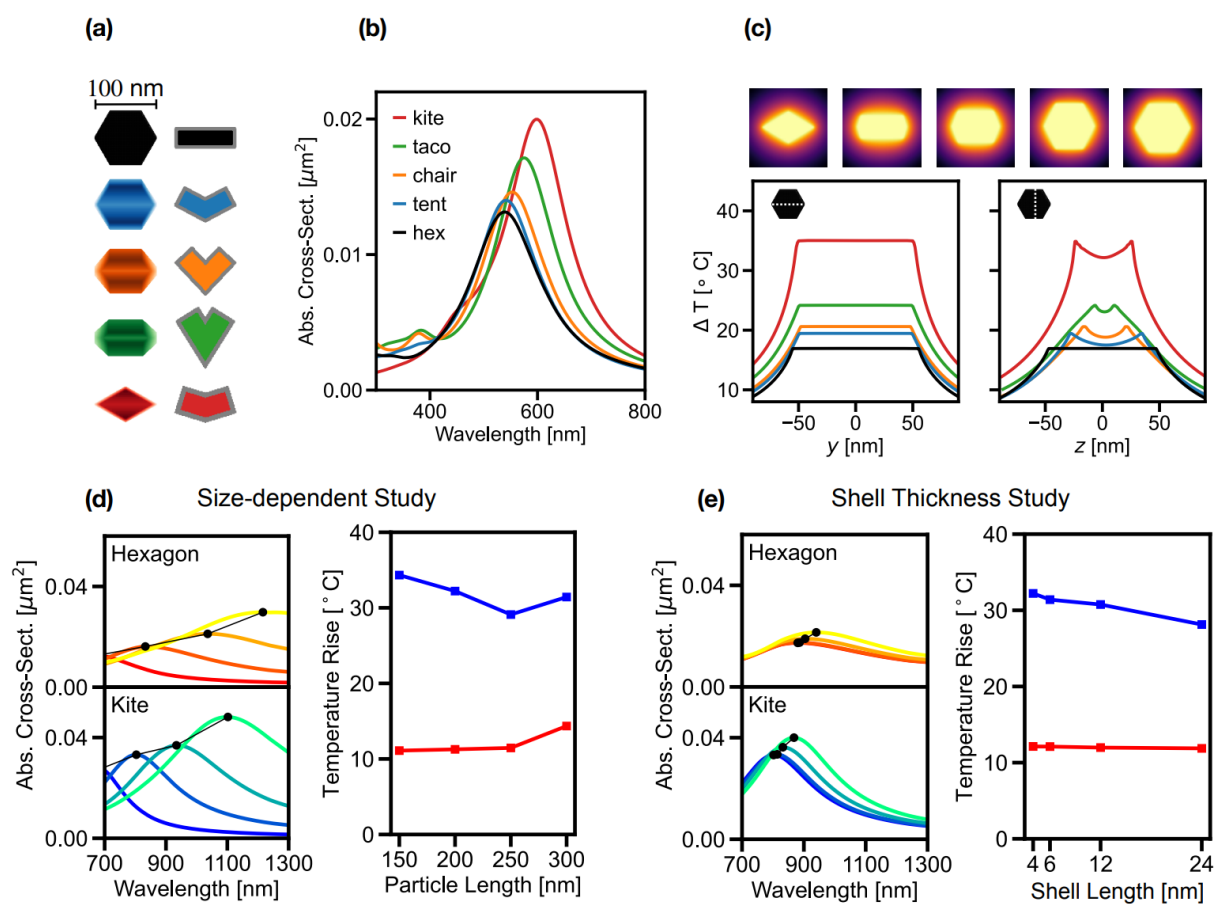 (a)
100 nm
(b)
Abs. Cross-Sect. [μm²]
0.02
0.01
0.00
kite
taco
chair
tent
hex
400
600
800
Wavelength [nm]
(c)
Δ T [° C]
40
30
20
10
−50
0
50
y [nm]
−50
0
50
z [nm]
(d)
Size-dependent Study
Abs. Cross-Sect. [μm²]
Hexagon
0.04
0.00
Kite
0.04
0.00
700
900
1100
1300
Wavelength [nm]
Temperature Rise [° C]
40
30
20
10
0
150
200
250
300
Particle Length [nm]
(e)
Shell Thickness Study
Abs. Cross-Sect. [μm²]
Hexagon
0.04
0.00
Kite
0.04
0.00
700
900
1100
1300
Wavelength [nm]
Temperature Rise [° C]
40
30
20
10
0
4
6
12
24
Shell Length [nm]